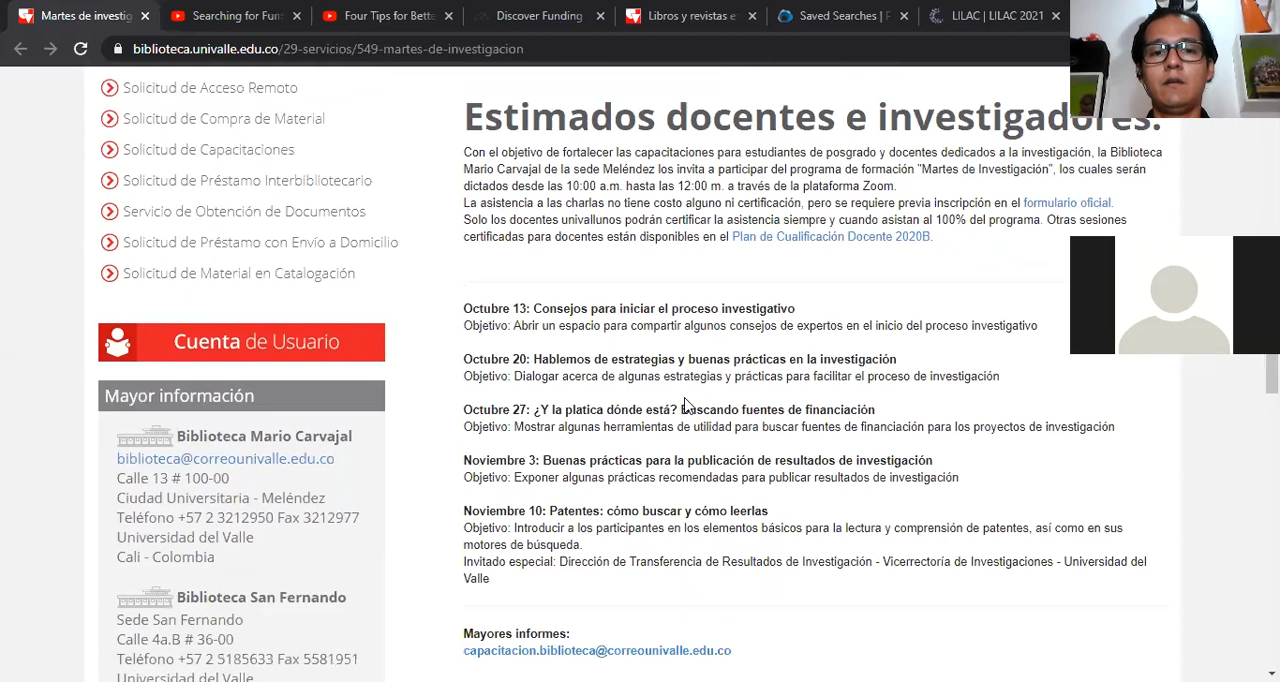 Martes de investig
Searching for Fun
Four Tips for Bette
Discover Funding
Libros y revistas e
Saved Searches | P
LILAC | LILAC 2021
biblioteca.univalle.edu.co/29-servicios/549-martes-de-investigacion
Solicitud de Acceso Remoto
Solicitud de Compra de Material
Solicitud de Capacitaciones
Solicitud de Préstamo Interbibliotecario
Servicio de Obtención de Documentos
Solicitud de Préstamo con Envío a Domicilio
Solicitud de Material en Catalogación
Cuenta de Usuario
Mayor información
Biblioteca Mario Carvajal
biblioteca@correounivalle.edu.co
Calle 13 # 100-00
Ciudad Universitaria - Meléndez
Teléfono +57 2 3212950 Fax 3212977
Universidad del Valle
Cali - Colombia
Biblioteca San Fernando
Sede San Fernando
Calle 4a.B # 36-00
Teléfono +57 2 5185633 Fax 5581951
Universidad del Valle
Estimados docentes e investigadores:
Con el objetivo de fortalecer las capacitaciones para estudiantes de posgrado y docentes dedicados a la investigación, la Biblioteca
Mario Carvajal de la sede Meléndez los invita a participar del programa de formación "Martes de Investigación", los cuales serán
dictados desde las 10:00 a.m. hasta las 12:00 m. a través de la plataforma Zoom.
La asistencia a las charlas no tiene costo alguno ni certificación, pero se requiere previa inscripción en el formulario oficial.
Solo los docentes univallunos podrán certificar la asistencia siempre y cuando asistan al 100% del programa. Otras sesiones
certificadas para docentes están disponibles en el Plan de Cualificación Docente 2020B.
Octubre 13: Consejos para iniciar el proceso investigativo
Objetivo: Abrir un espacio para compartir algunos consejos de expertos en el inicio del proceso investigativo
Octubre 20: Hablemos de estrategias y buenas prácticas en la investigación
Objetivo: Dialogar acerca de algunas estrategias y prácticas para facilitar el proceso de investigación
Octubre 27: ¿Y la platica dónde está? Buscando fuentes de financiación
Objetivo: Mostrar algunas herramientas de utilidad para buscar fuentes de financiación para los proyectos de investigación
Noviembre 3: Buenas prácticas para la publicación de resultados de investigación
Objetivo: Exponer algunas prácticas recomendadas para publicar resultados de investigación
Noviembre 10: Patentes: cómo buscar y cómo leerlas
Objetivo: Introducir a los participantes en los elementos básicos para la lectura y comprensión de patentes, así como en sus
motores de búsqueda.
Invitado especial: Dirección de Transferencia de Resultados de Investigación - Vicerrectoría de Investigaciones - Universidad del
Valle
Mayores informes:
capacitacion.biblioteca@correounivalle.edu.co